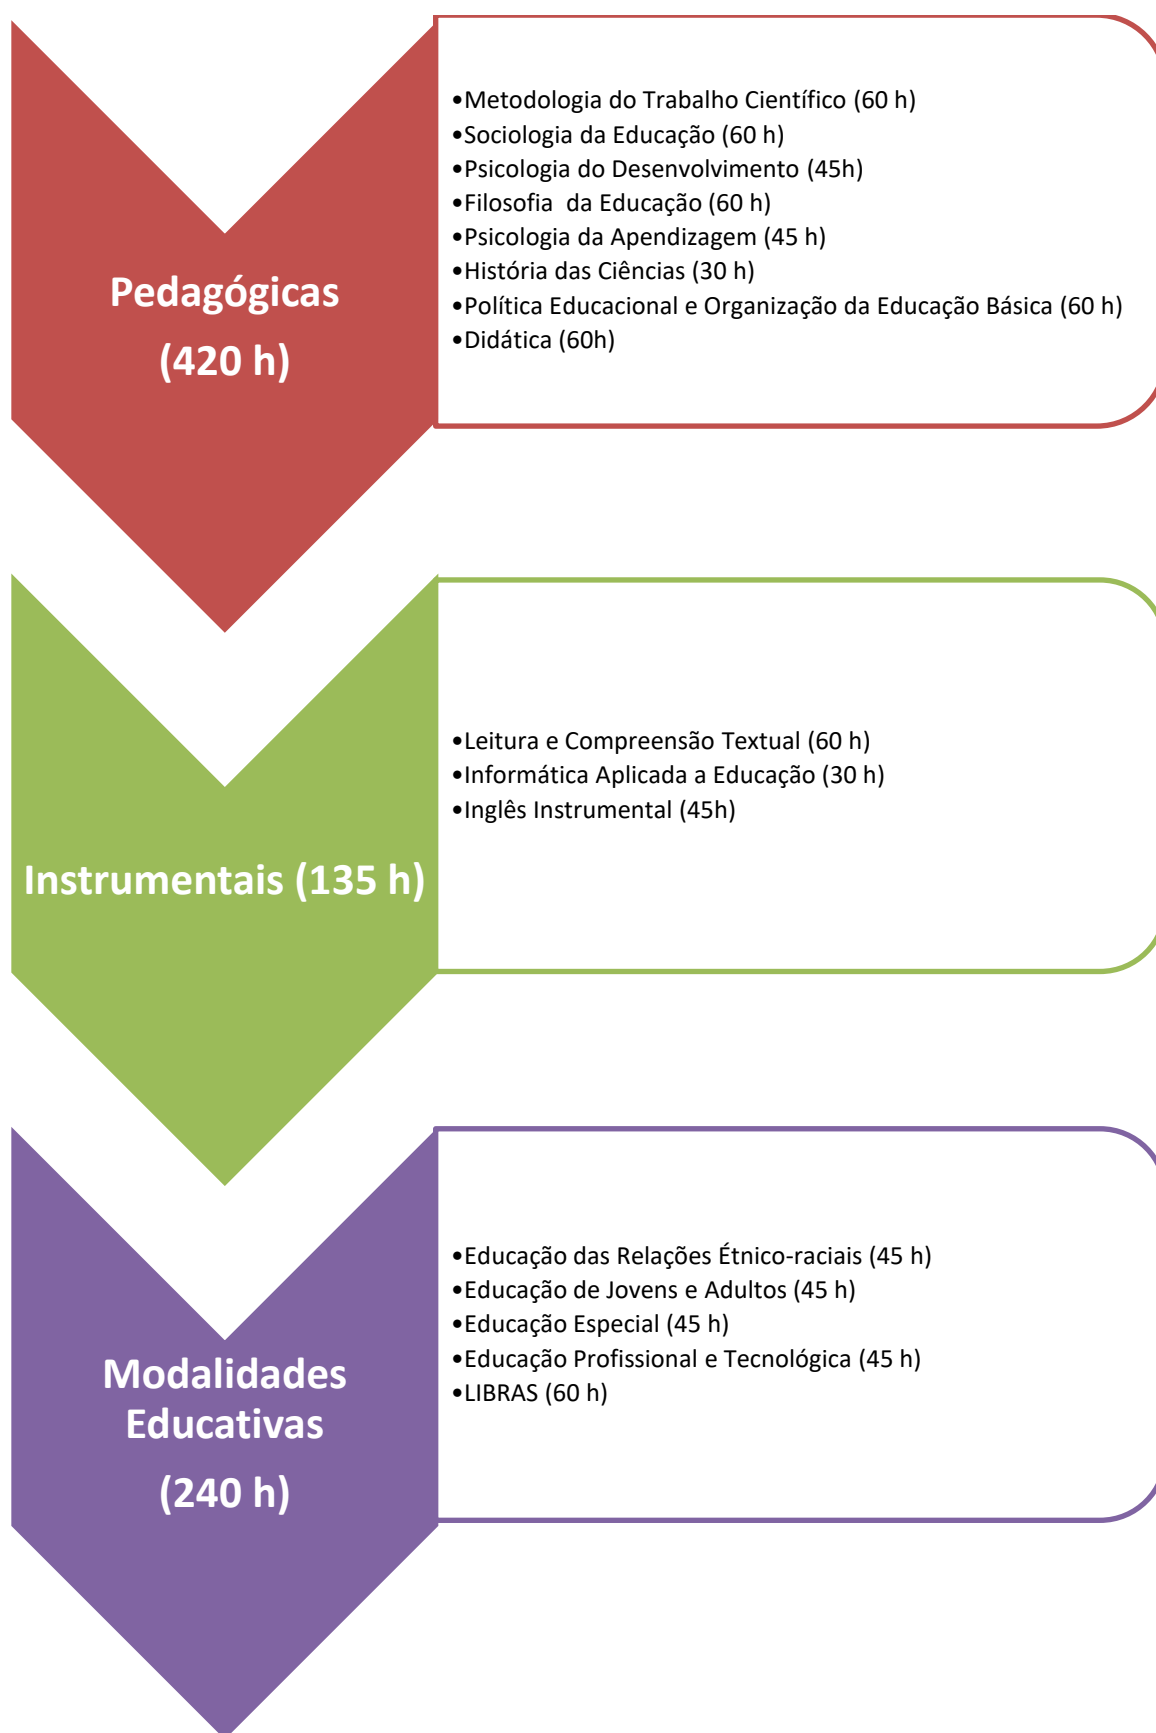 Pedagógicas
(420 h)
•Metodologia do Trabalho Científico (60 h)
•Sociologia da Educação (60 h)
•Psicologia do Desenvolvimento (45h)
•Filosofia  da Educação (60 h)
•Psicologia da Apendizagem (45 h)
•História das Ciências (30 h)
•Política Educacional e Organização da Educação Básica (60 h)
•Didática (60h)
Instrumentais (135 h)
•Leitura e Compreensão Textual (60 h)
•Informática Aplicada a Educação (30 h)
•Inglês Instrumental (45h)
Modalidades
Educativas
(240 h)
•Educação das Relações Étnico-raciais (45 h)
•Educação de Jovens e Adultos (45 h)
•Educação Especial (45 h)
•Educação Profissional e Tecnológica (45 h)
•LIBRAS (60 h)